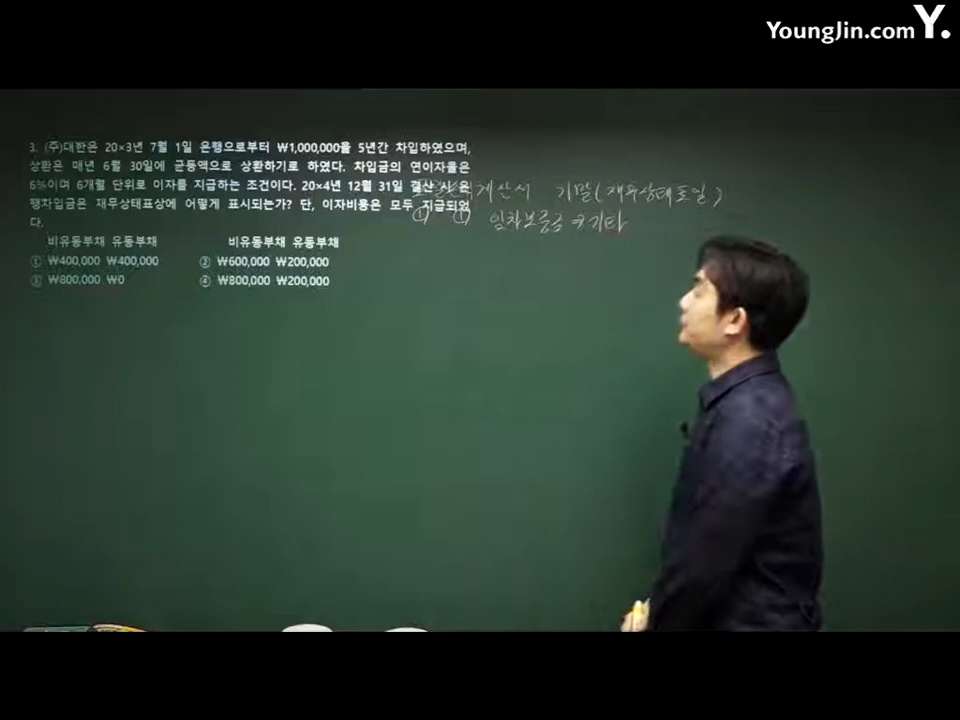 YoungJin.com Y.
3. (주)대한은 20×3년 7월 1일 은행으로부터 ₩1,000,000을 5년간 차입하였으며,
상환은 매년 6월 30일에 균등액으로 상환하기로 하였다. 차입금의 연이자율은
6%이며 6개월 단위로 이자를 지급하는 조건이다. 20×4년 12월 31일 결산 시 은
계산서 기말(재무상태표일)
행차입금은 재무상태표상에 어떻게 표시되는가? 단, 이자비용은 모두 지급되었
① ① 임차보증금
다.
비유동부채 유동부채 비유동부채 유동부채
① ₩400,000 ₩400,000 ② ₩600,000 ₩200,000
③ ₩800,000 ₩0 ④ ₩800,000 ₩200,000